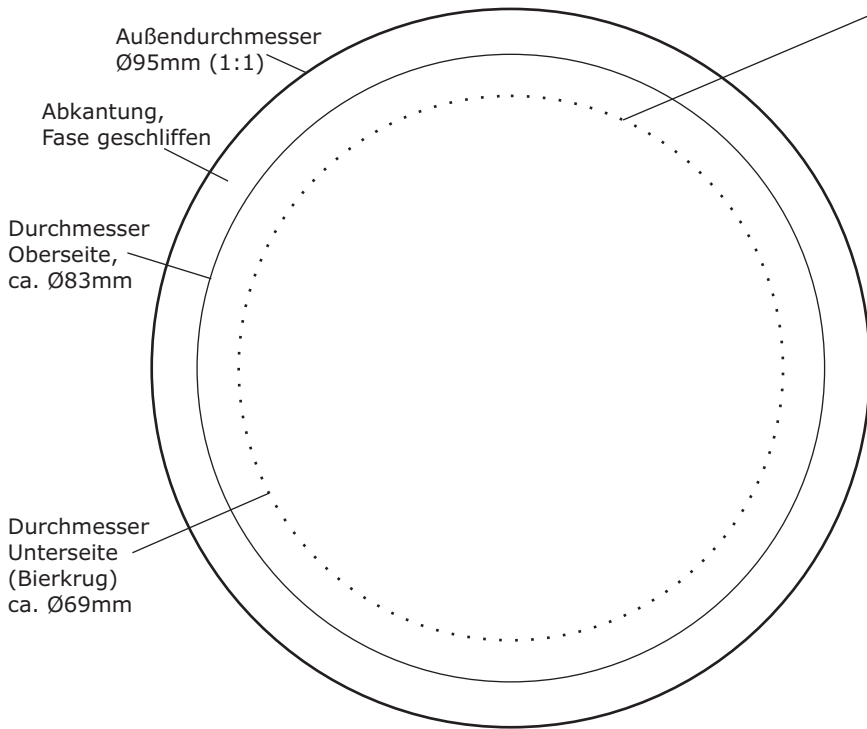 Außendurchmesser
Ø95mm (1:1)
Abkantung,
Fase geschliffen
Durchmesser
Oberseite,
ca. Ø83mm
Durchmesser
Unterseite
(Bierkrug)
ca. Ø69mm